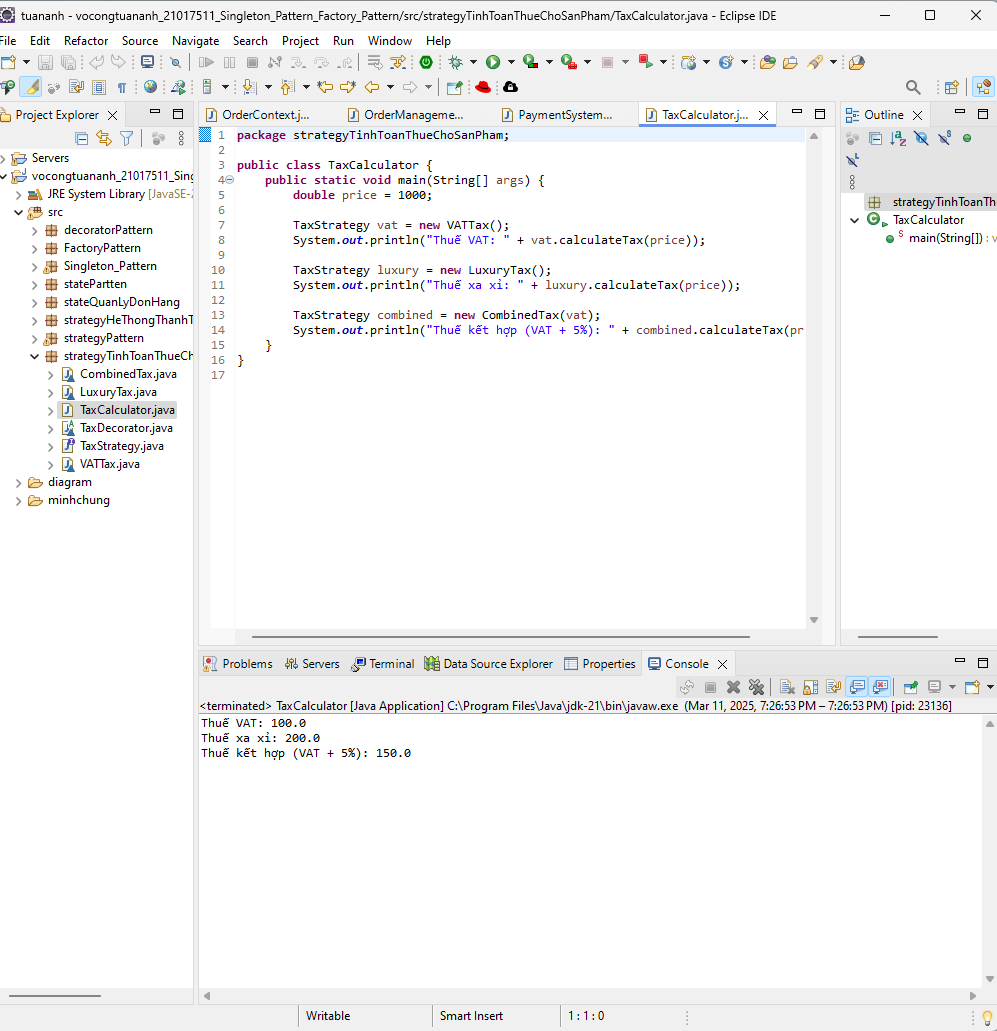 tuananh - vocongtuananh_21017511_Singleton_Pattern_Factory_Pattern/src/strategyTinhToanThueChoSanPham/TaxCalculator.java - Eclipse IDE
File Edit Refactor Source Navigate Search Project Run Window Help
Project Explorer
Servers
vocongtuananh_21017511_Sing
JRE System Library [JavaSE-
src
decoratorPattern
FactoryPattern
Singleton_Pattern
statePartten
stateQuanLyDonHang
strategyHeThongThanhT
strategyPattern
strategyTinhToanThueCh
CombinedTax.java
LuxuryTax.java
TaxCalculator.java
TaxDecorator.java
TaxStrategy.java
VATTax.java
diagram
minhchung
OrderContext.j... OrderManageme... PaymentSystem... TaxCalculator.j...
1 package strategyTinhToanThueChoSanPham;
2
3 public class TaxCalculator {
4 public static void main(String[] args) {
5 double price = 1000;
6
7 TaxStrategy vat = new VATTax();
8 System.out.println("Thuế VAT: " + vat.calculateTax(price));
9
10 TaxStrategy luxury = new LuxuryTax();
11 System.out.println("Thuế xa xỉ: " + luxury.calculateTax(price));
12
13 TaxStrategy combined = new CombinedTax(vat);
14 System.out.println("Thuế kết hợp (VAT + 5%): " + combined.calculateTax(pr
15 }
16 }
17
Outline
strategyTinhToanTh
TaxCalculator
main(String[]) : v
Problems Servers Terminal Data Source Explorer Properties Console
<terminated> TaxCalculator [Java Application] C:\Program Files\Java\jdk-21\bin\javaw.exe (Mar 11, 2025, 7:26:53 PM – 7:26:53 PM) [pid: 23136]
Thuế VAT: 100.0
Thuế xa xỉ: 200.0
Thuế kết hợp (VAT + 5%): 150.0
Writable Smart Insert 1 : 1 : 0